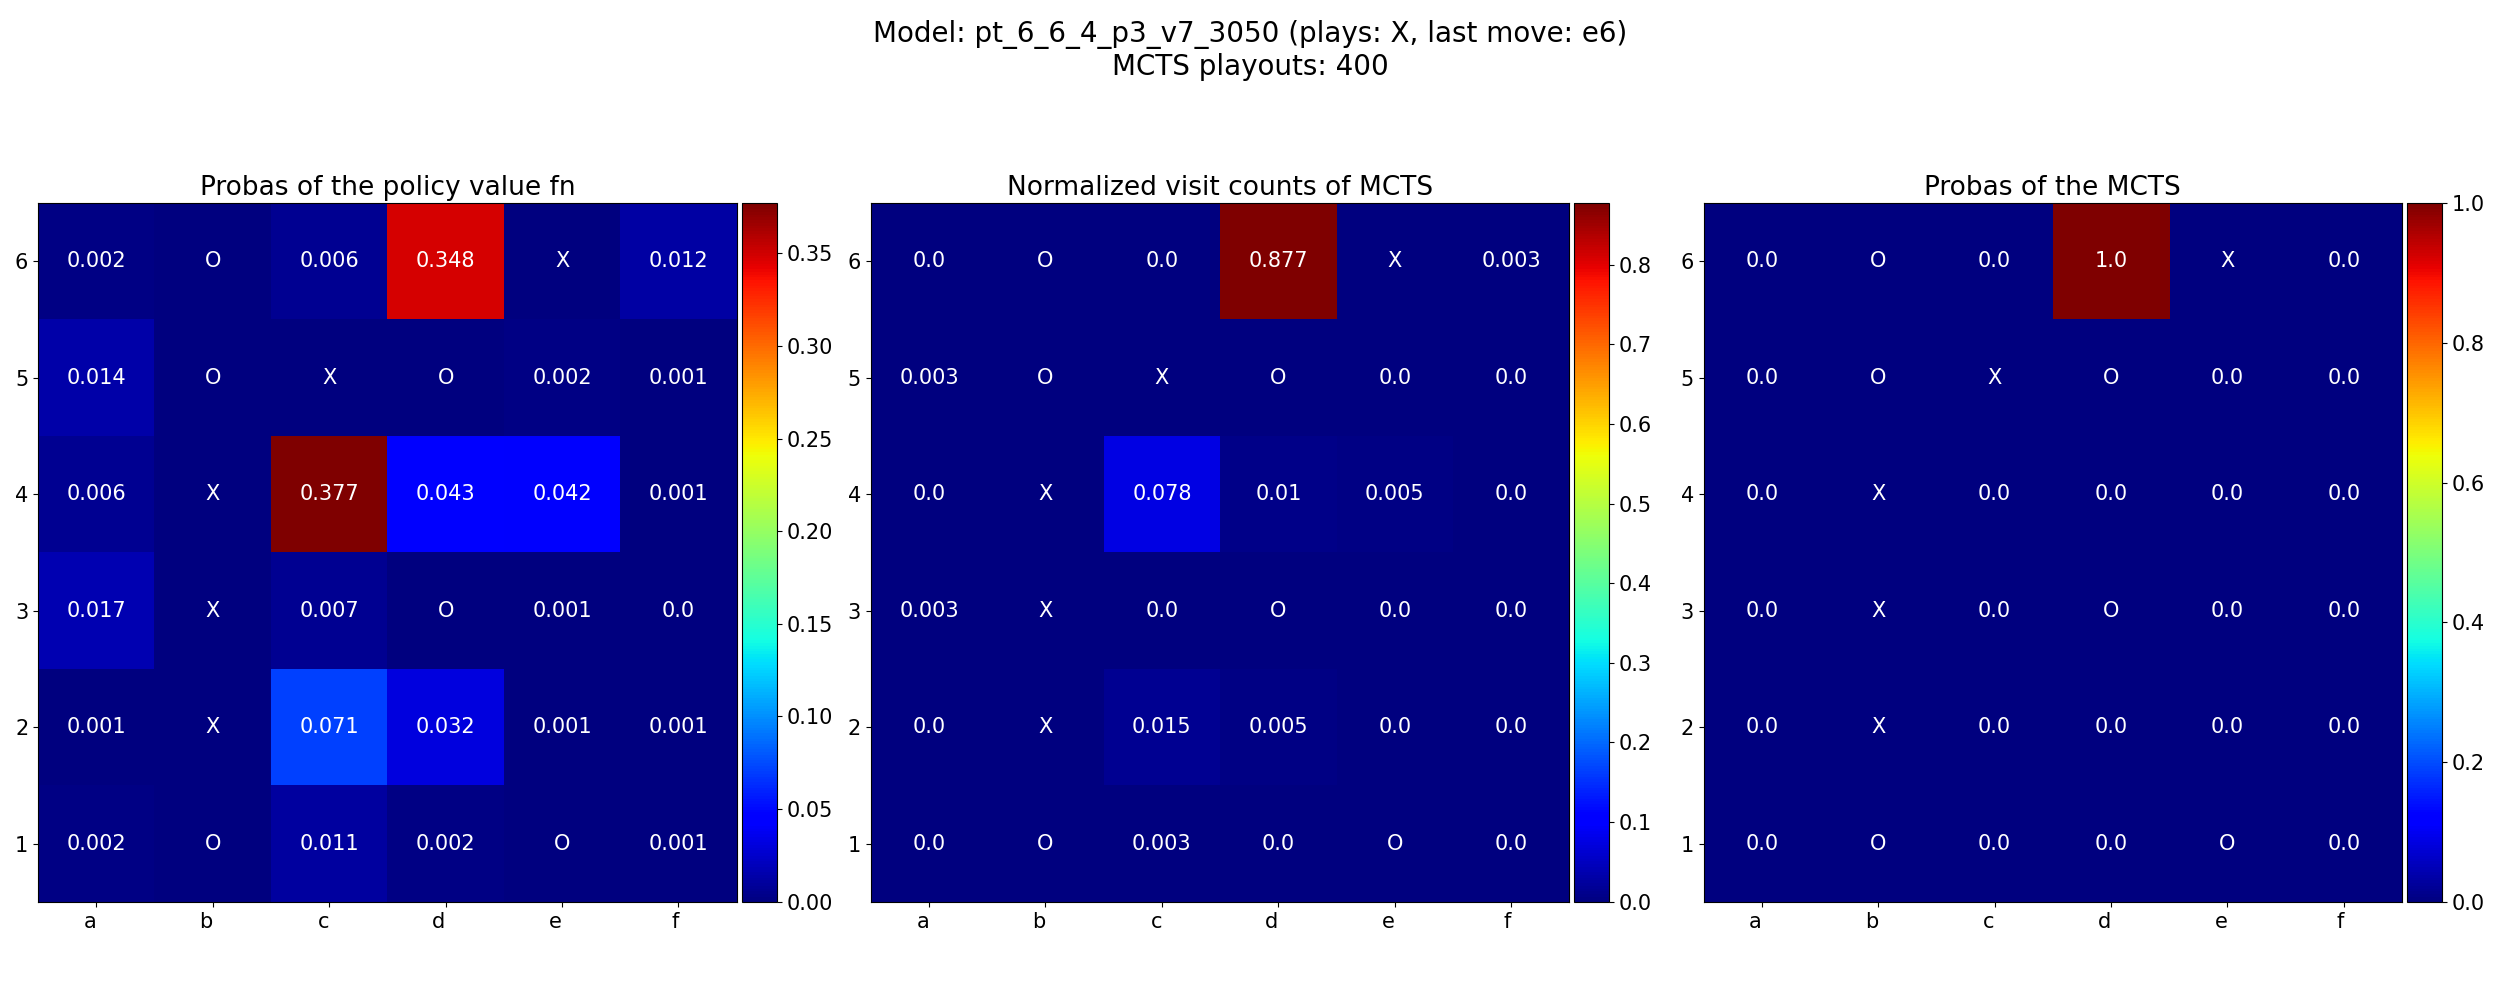 Model: pt_6_6_4_p3_v7_3050 (plays: X, last move: e6)
MCTS playouts: 400
Probas of the policy value fn
6 0.002 O 0.006 0.348 X 0.012
5 0.014 O X O 0.002 0.001
4 0.006 X 0.377 0.043 0.042 0.001
3 0.017 X 0.007 O 0.001 0.0
2 0.001 X 0.071 0.032 0.001 0.001
1 0.002 O 0.011 0.002 O 0.001
a b c d e f
0.35
0.30
0.25
0.20
0.15
0.10
0.05
0.00
Normalized visit counts of MCTS
6 0.0 O 0.0 0.877 X 0.003
5 0.003 O X O 0.0 0.0
4 0.0 X 0.078 0.01 0.005 0.0
3 0.003 X 0.0 O 0.0 0.0
2 0.0 X 0.015 0.005 0.0 0.0
1 0.0 O 0.003 0.0 O 0.0
a b c d e f
0.8
0.7
0.6
0.5
0.4
0.3
0.2
0.1
0.0
Probas of the MCTS
6 0.0 O 0.0 1.0 X 0.0
5 0.0 O X O 0.0 0.0
4 0.0 X 0.0 0.0 0.0 0.0
3 0.0 X 0.0 O 0.0 0.0
2 0.0 X 0.0 0.0 0.0 0.0
1 0.0 O 0.0 0.0 O 0.0
a b c d e f
1.0
0.8
0.6
0.4
0.2
0.0